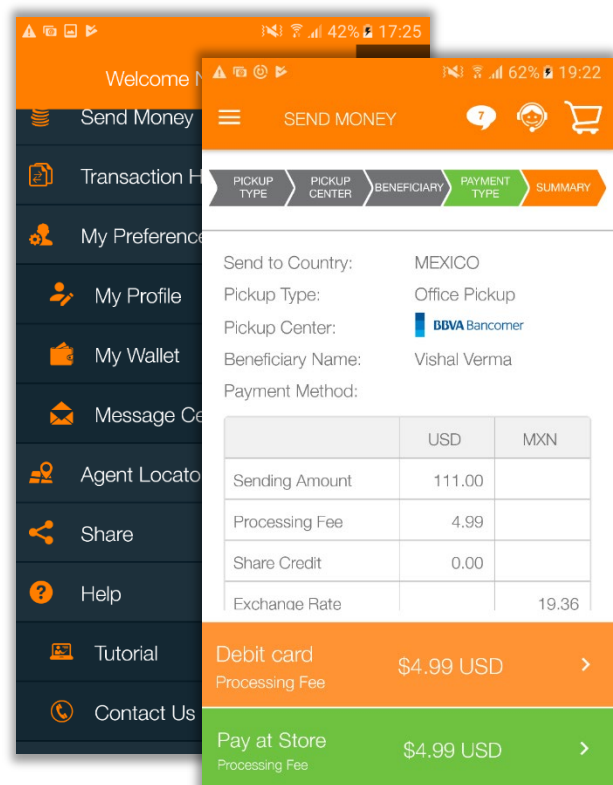 42% 17:25
Welcome N
Send Money
Transaction H
My Preference
My Profile
My Wallet
Message Ce
Agent Locato
Share
? Help
Tutorial
Contact Us
62% 19:22
SEND MONEY 7
PICKUP TYPE PICKUP CENTER BENEFICIARY PAYMENT TYPE SUMMARY
Send to Country: MEXICO
Pickup Type: Office Pickup
Pickup Center: BBVA Bancomer
Beneficiary Name: Vishal Verma
Payment Method:
USD MXN
Sending Amount 111.00
Processing Fee 4.99
Share Credit 0.00
Exchange Rate 19.36
Debit card $4.99 USD >
Processing Fee
Pay at Store $4.99 USD >
Processing Fee